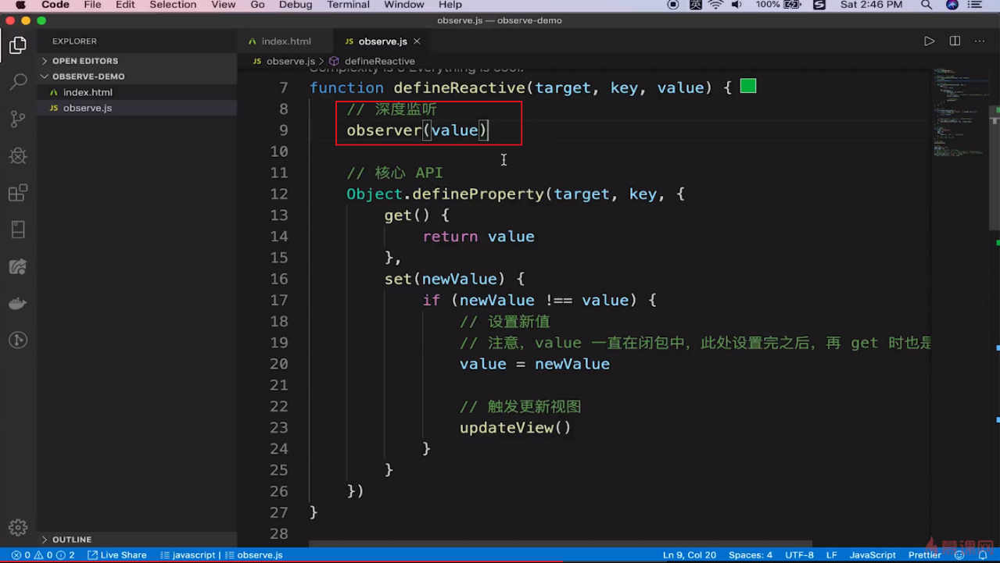 Code File Edit Selection View Go Debug Terminal Window Help 100% 英 Sat 2:46 PM
observe.js — observe-demo
EXPLORER
index.html JS observe.js ×
OPEN EDITORS
JS observe.js > defineReactive
OBSERVE-DEMO
index.html
JS observe.js
Complexity is 3 Everything is cool!
7 function defineReactive(target, key, value) {
8 // 深度监听
9 observer(value)
10
11 // 核心 API
12 Object.defineProperty(target, key, {
13 get() {
14 return value
15 },
16 set(newValue) {
17 if (newValue !== value) {
18 // 设置新值
19 // 注意，value 一直在闭包中，此处设置完之后，再 get 时也是
20 value = newValue
21
22 // 触发更新视图
23 updateView()
24 }
25 }
26 })
27 }
28
OUTLINE
慕课网
0 0 2 Live Share javascript | observe.js Ln 9, Col 20 Spaces: 4 UTF-8 LF JavaScript Prettier